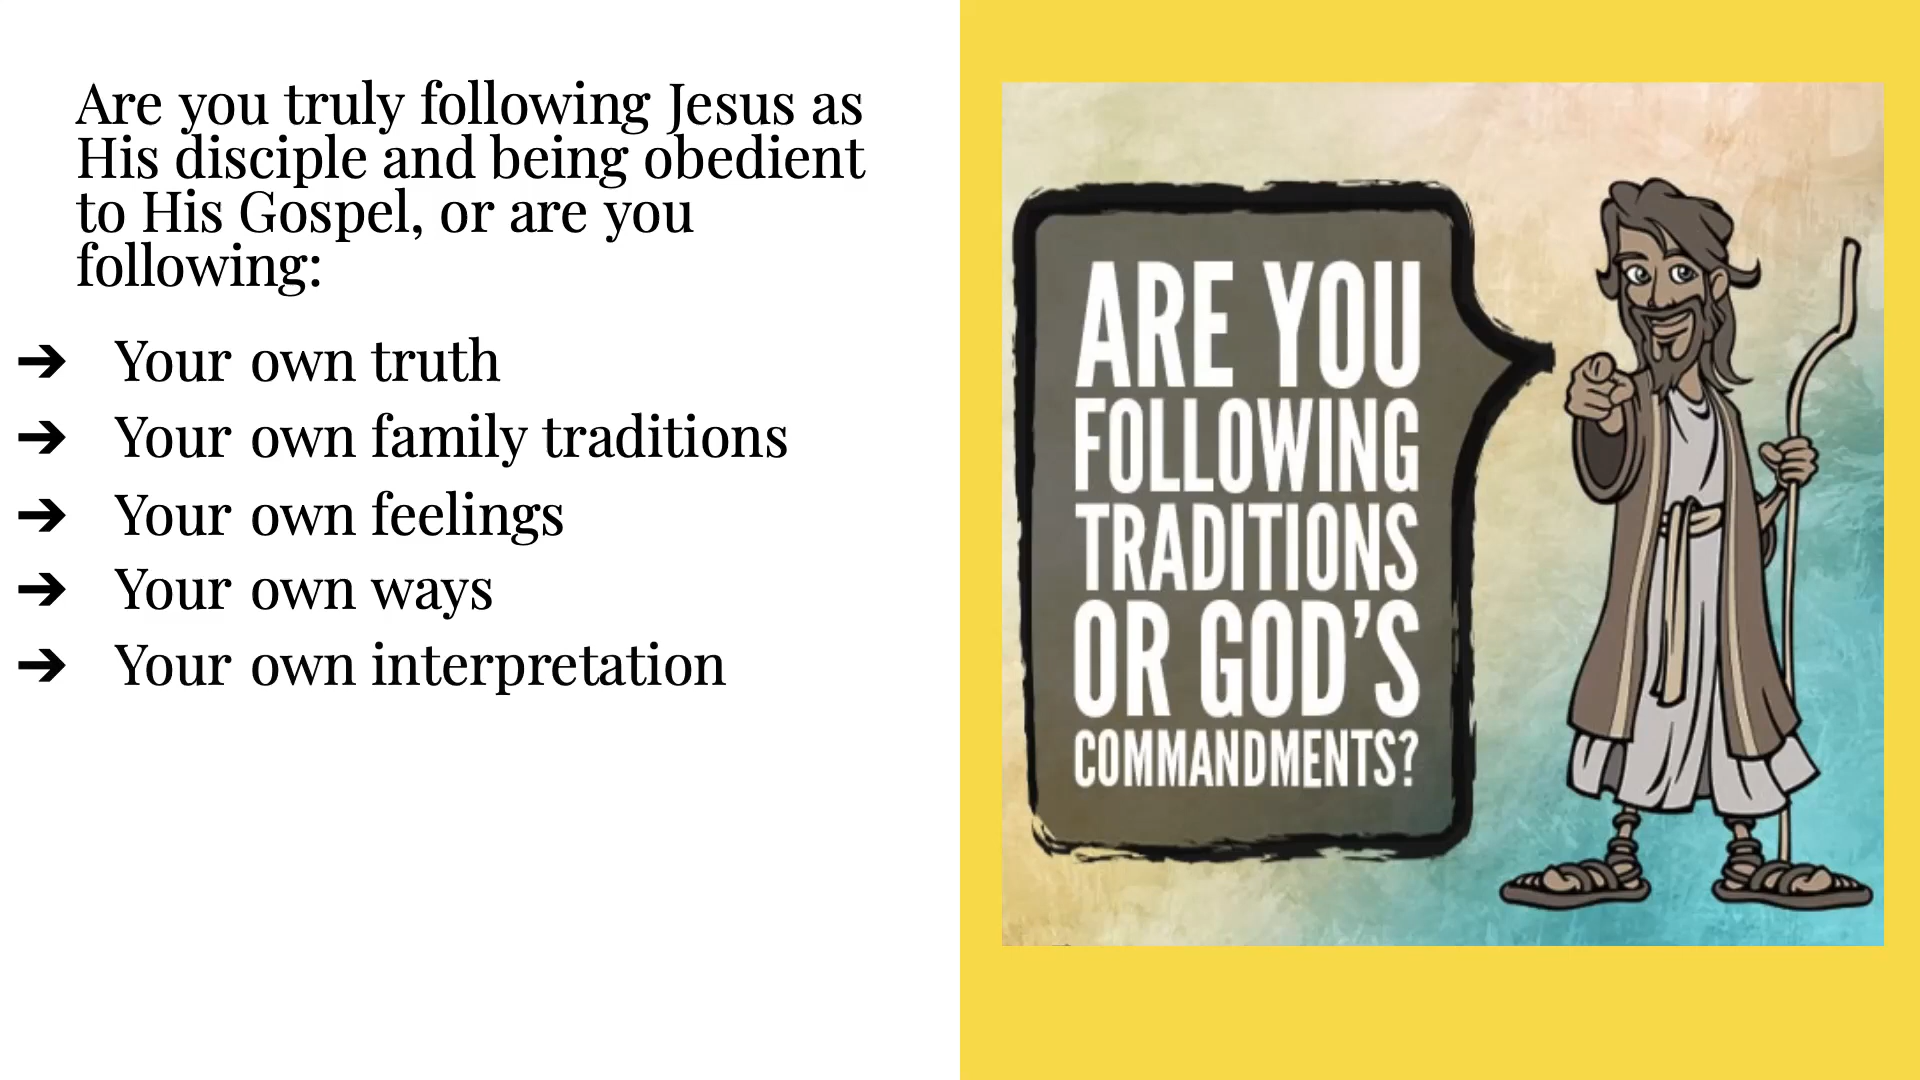 Are you truly following Jesus as
His disciple and being obedient
to His Gospel, or are you
following:
➔ Your own truth
➔ Your own family traditions
➔ Your own feelings
➔ Your own ways
➔ Your own interpretation
ARE YOU
FOLLOWING
TRADITIONS
OR GOD'S
COMMANDMENTS?